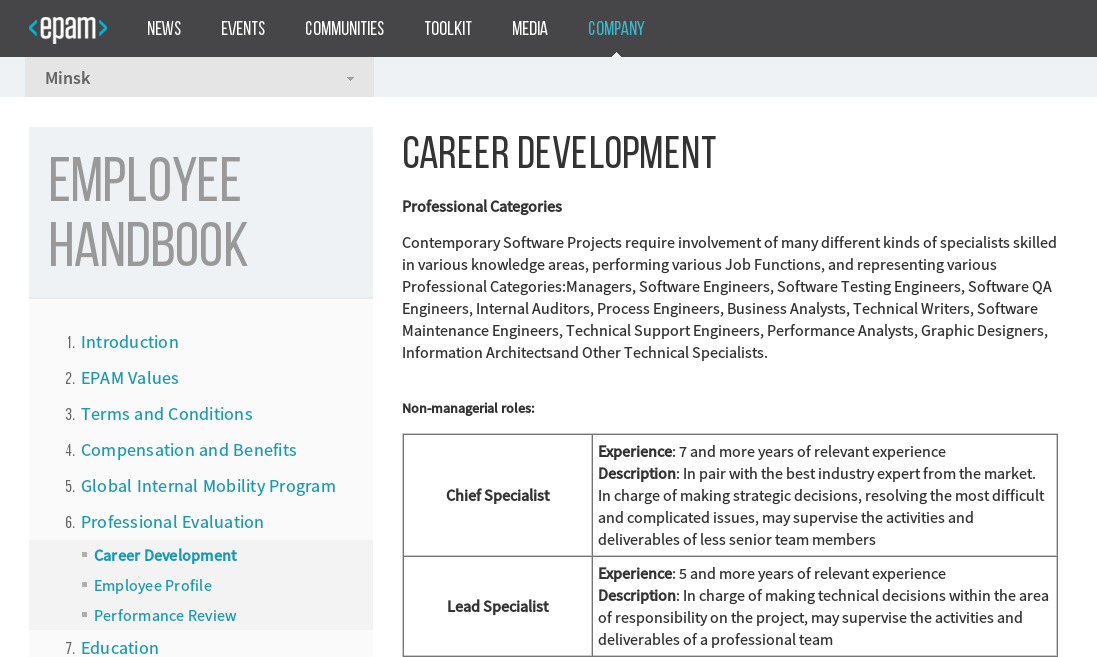 <epam>
NEWS
EVENTS
COMMUNITIES
TOOLKIT
MEDIA
COMPANY
Minsk
EMPLOYEE
HANDBOOK
1. Introduction
2. EPAM Values
3. Terms and Conditions
4. Compensation and Benefits
5. Global Internal Mobility Program
6. Professional Evaluation
Career Development
Employee Profile
Performance Review
7. Education
CAREER DEVELOPMENT
Professional Categories
Contemporary Software Projects require involvement of many different kinds of specialists skilled
in various knowledge areas, performing various Job Functions, and representing various
Professional Categories:Managers, Software Engineers, Software Testing Engineers, Software QA
Engineers, Internal Auditors, Process Engineers, Business Analysts, Technical Writers, Software
Maintenance Engineers, Technical Support Engineers, Performance Analysts, Graphic Designers,
Information Architectsand Other Technical Specialists.
Non-managerial roles:
Chief Specialist
Experience: 7 and more years of relevant experience
Description: In pair with the best industry expert from the market.
In charge of making strategic decisions, resolving the most difficult
and complicated issues, may supervise the activities and
deliverables of less senior team members
Lead Specialist
Experience: 5 and more years of relevant experience
Description: In charge of making technical decisions within the area
of responsibility on the project, may supervise the activities and
deliverables of a professional team